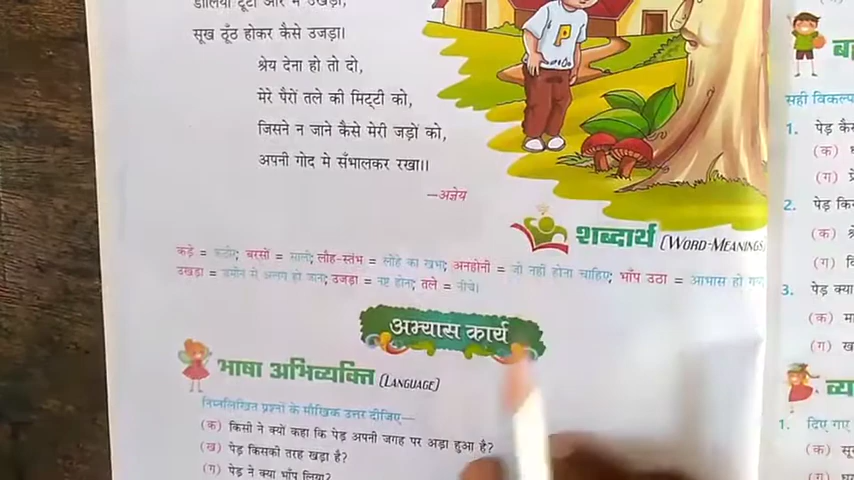 डालियाँ टूटी और मैं उखड़ा,
सूख ठूँठ होकर कैसे उजड़ा।
श्रेय देना हो तो दो,
मेरे पैरों तले की मिट्टी को,
जिसने न जाने कैसे मेरी जड़ों को,
अपनी गोद मे सँभालकर रखा॥
—अज्ञेय
P
शब्दार्थ (WORD-MEANINGS)
कड़े = कठोर; बरसों = सालों; लौह-स्तंभ = लोहे का खंभा; अनहोनी = जो नहीं होना चाहिए; भाँप उठा = आभास हो
उखड़ा = ज़मीन से अलग हो जाना; उजड़ा = नष्ट होना; तले = नीचे।
अभ्यास कार्य
भाषा अभिव्यक्ति (LANGUAGE)
निम्नलिखित प्रश्नों के मौखिक उत्तर दीजिए—
(क) किसने क्यों कहा कि पेड़ अपनी जगह पर अड़ा हुआ है?
(ख) पेड़ किसकी तरह खड़ा है?
(ग) पेड़ ने क्या भाँप लिया?
सही विकल्प
1. पेड़
(क)
(ग)
2. पेड़
(क)
(ग)
3. पेड़ क्या
(क)
(ग)
व्या
1. दिए गए
(क)
(ग)